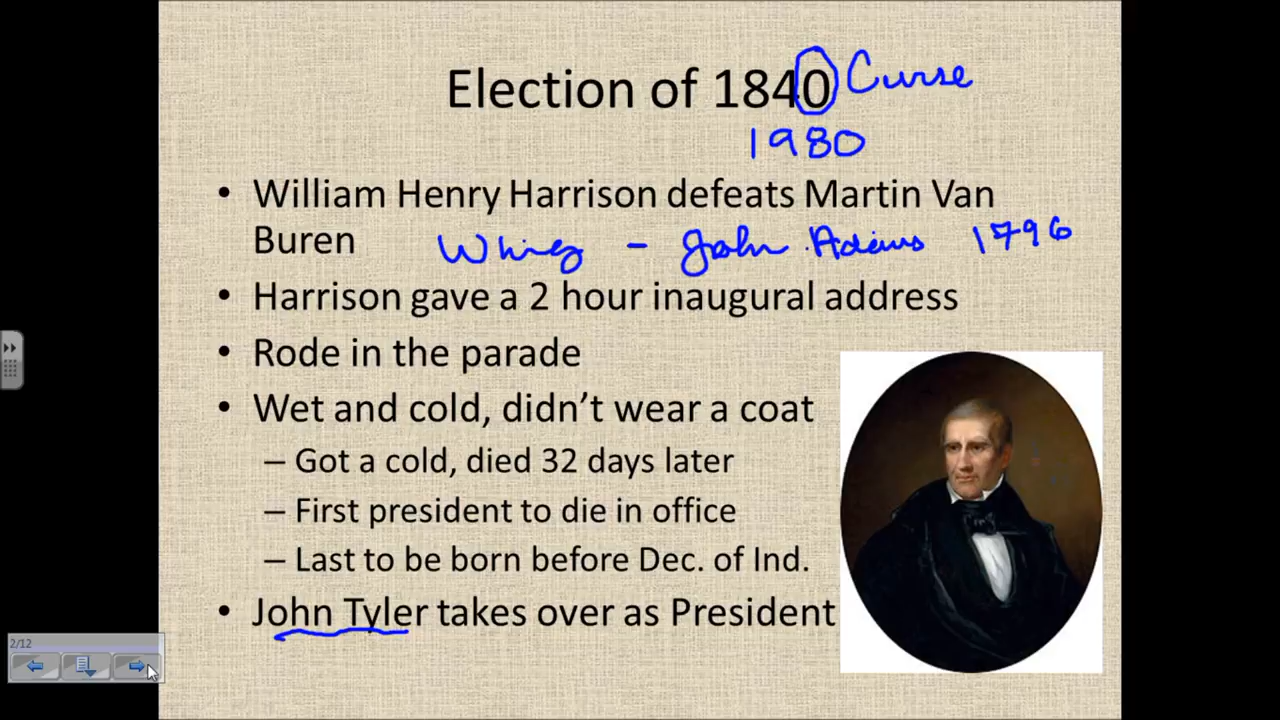 Election of 1840 Curse
1980
• William Henry Harrison defeats Martin Van
Buren Whig - John Adams 1796
• Harrison gave a 2 hour inaugural address
• Rode in the parade
• Wet and cold, didn't wear a coat
– Got a cold, died 32 days later
– First president to die in office
– Last to be born before Dec. of Ind.
• John Tyler takes over as President
2/12